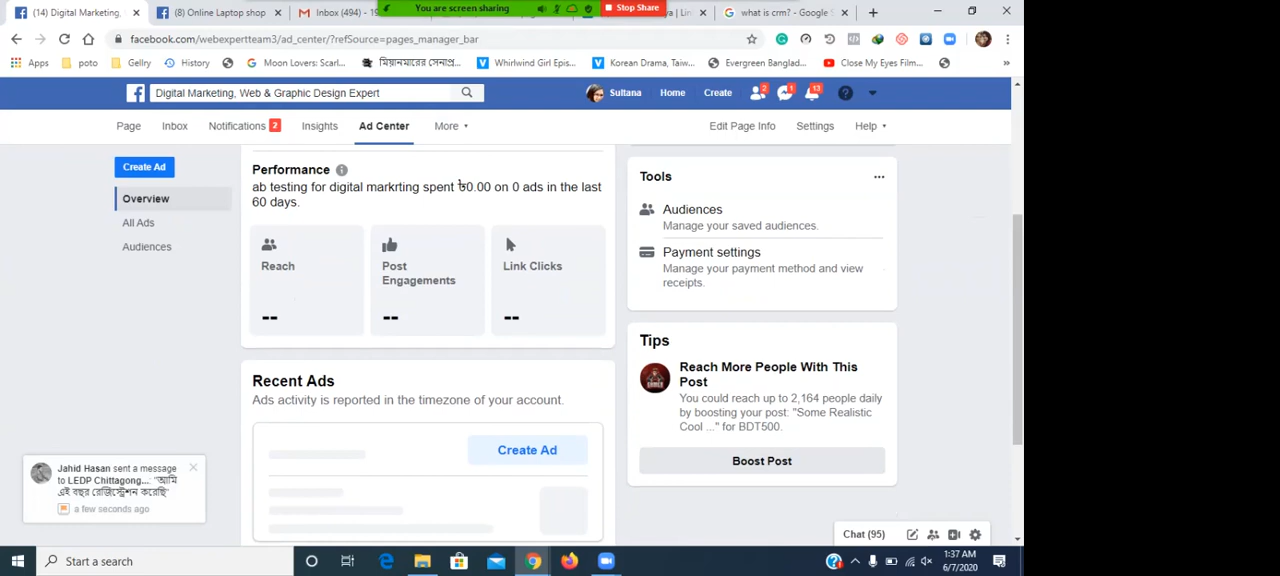 (14) Digital Marketing,
(8) Online Laptop shop
Inbox (494) - 19
You are screen sharing
Stop Share
what is crm? - Google S
facebook.com/webexpertteam3/ad_center/?refSource=pages_manager_bar
Apps
poto
Gellry
History
Moon Lovers: Scarl...
Whirlwind Girl Epis...
Korean Drama, Taiw...
Evergreen Banglad...
Close My Eyes Film...
Digital Marketing, Web & Graphic Design Expert
Sultana
Home
Create
2
1
13
Page
Inbox
Notifications 2
Insights
Ad Center
More
Edit Page Info
Settings
Help
Create Ad
Overview
All Ads
Audiences
Performance
ab testing for digital markrting spent ৳0.00 on 0 ads in the last
60 days.
Reach
--
Post
Engagements
--
Link Clicks
--
Recent Ads
Ads activity is reported in the timezone of your account.
Create Ad
Tools
...
Audiences
Manage your saved audiences.
Payment settings
Manage your payment method and view
receipts.
Tips
Reach More People With This
Post
You could reach up to 2,164 people daily
by boosting your post: "Some Realistic
Cool ..." for BDT500.
Boost Post
Jahid Hasan sent a message
to LEDP Chittagong...: "আমি
এই বছর রেজিস্ট্রেশন করেছি"
a few seconds ago
Chat (95)
Start a search
1:37 AM
6/7/2020